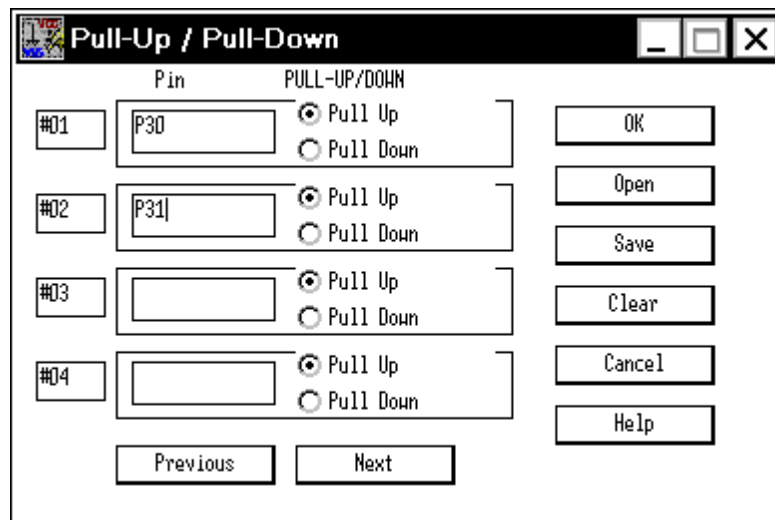 Pull-Up / Pull-Down
Pin PULL-UP/DOWN
#01 P30 Pull Up
Pull Down
#02 P31 Pull Up
Pull Down
#03 Pull Up
Pull Down
#04 Pull Up
Pull Down
Previous Next
OK
Open
Save
Clear
Cancel
Help